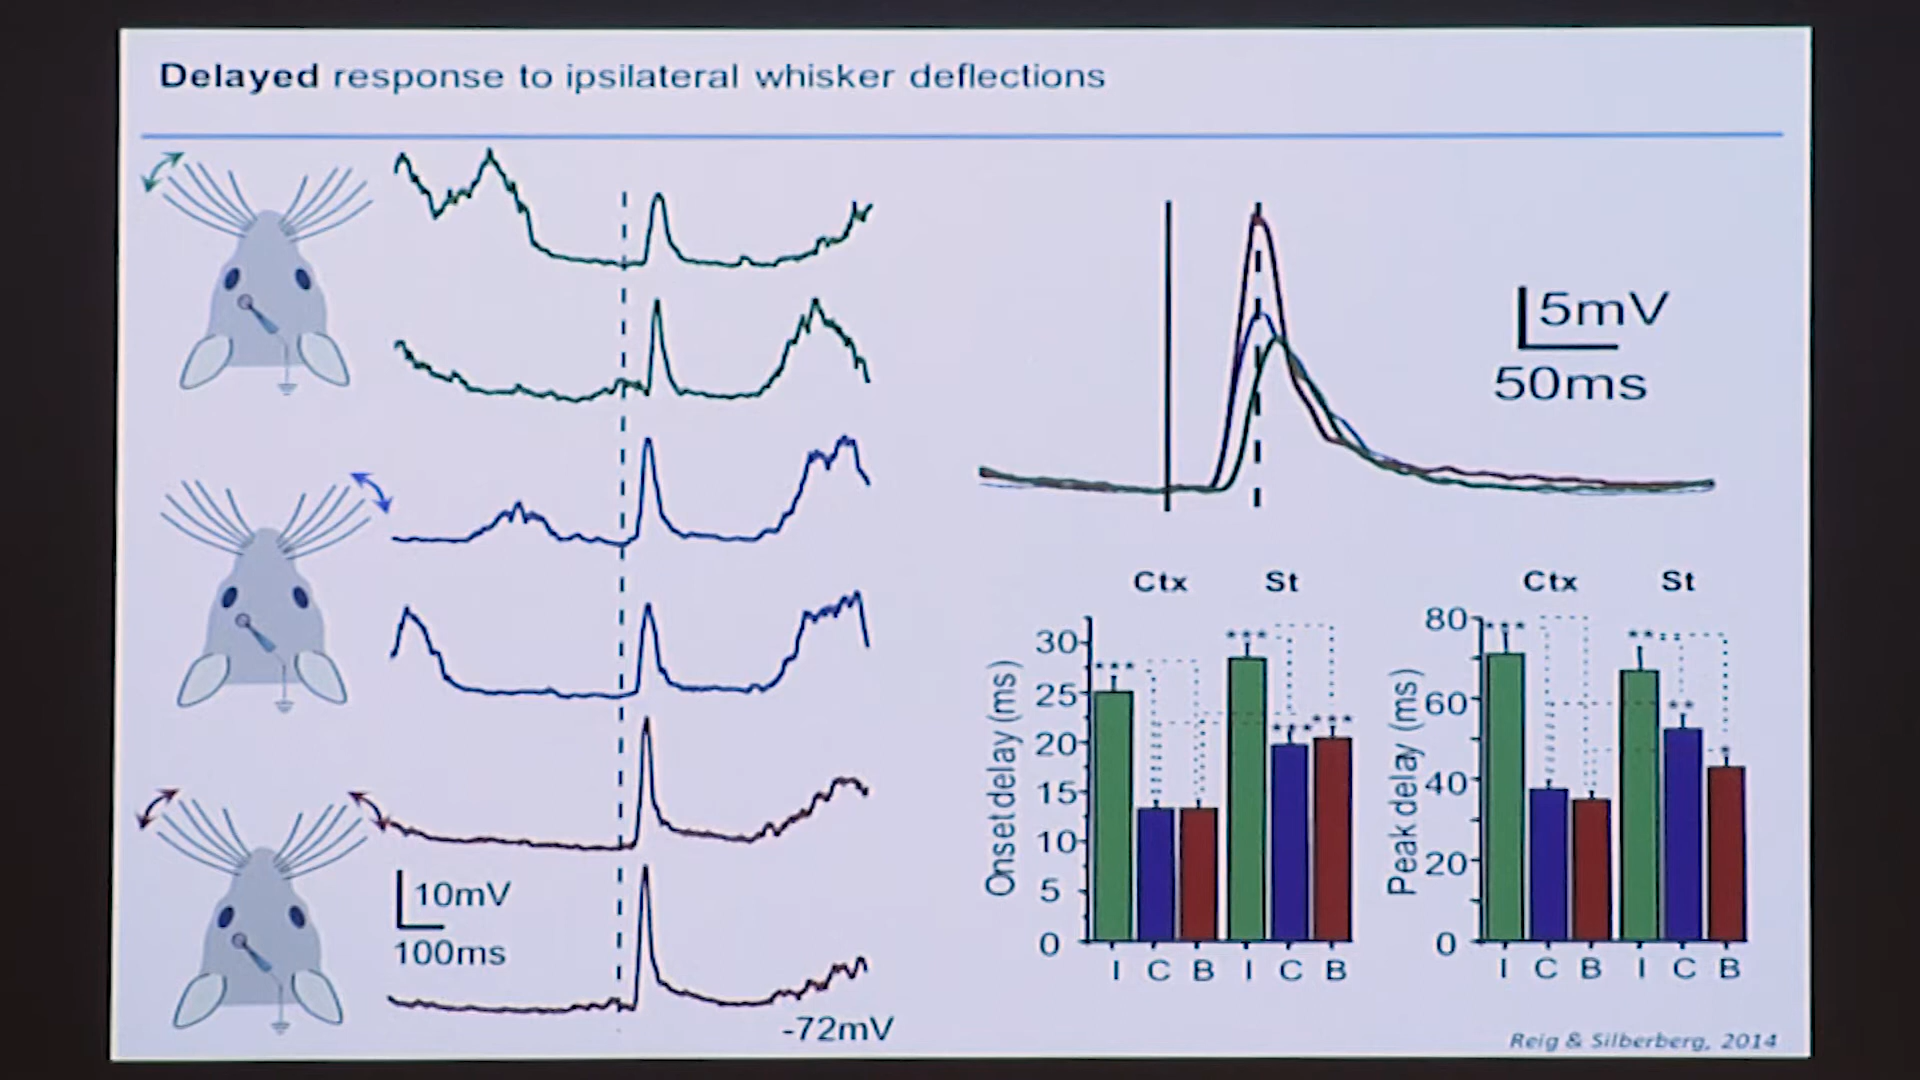 Delayed response to ipsilateral whisker deflections
5mV
50ms
10mV
100ms
-72mV
Ctx St
Onset delay (ms)
30
25
20
15
10
5
0
***
***
***
***
I C B I C B
Ctx St
Peak delay (ms)
80
60
40
20
0
***
**
**
*
I C B I C B
Reig & Silberberg, 2014